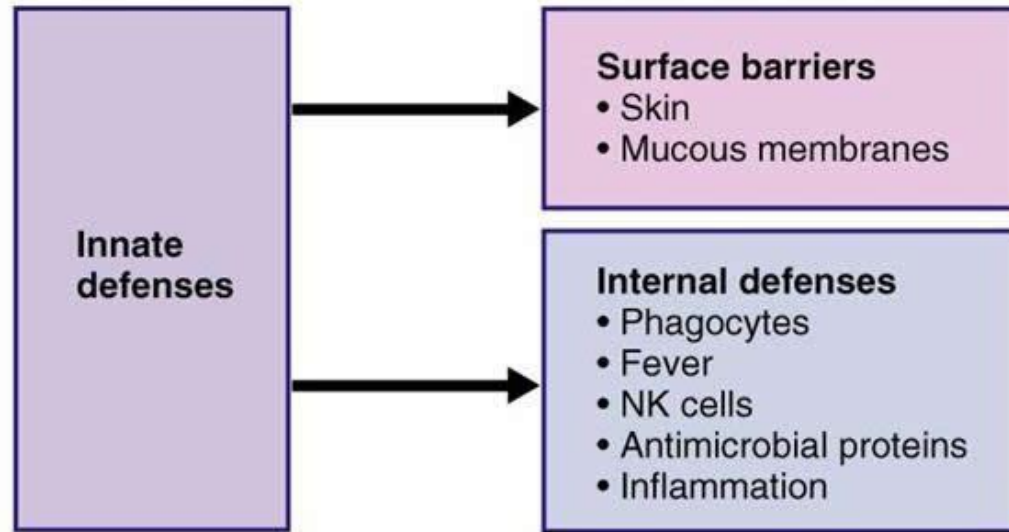 Innate
defenses
Surface barriers
• Skin
• Mucous membranes
Internal defenses
• Phagocytes
• Fever
• NK cells
• Antimicrobial proteins
• Inflammation